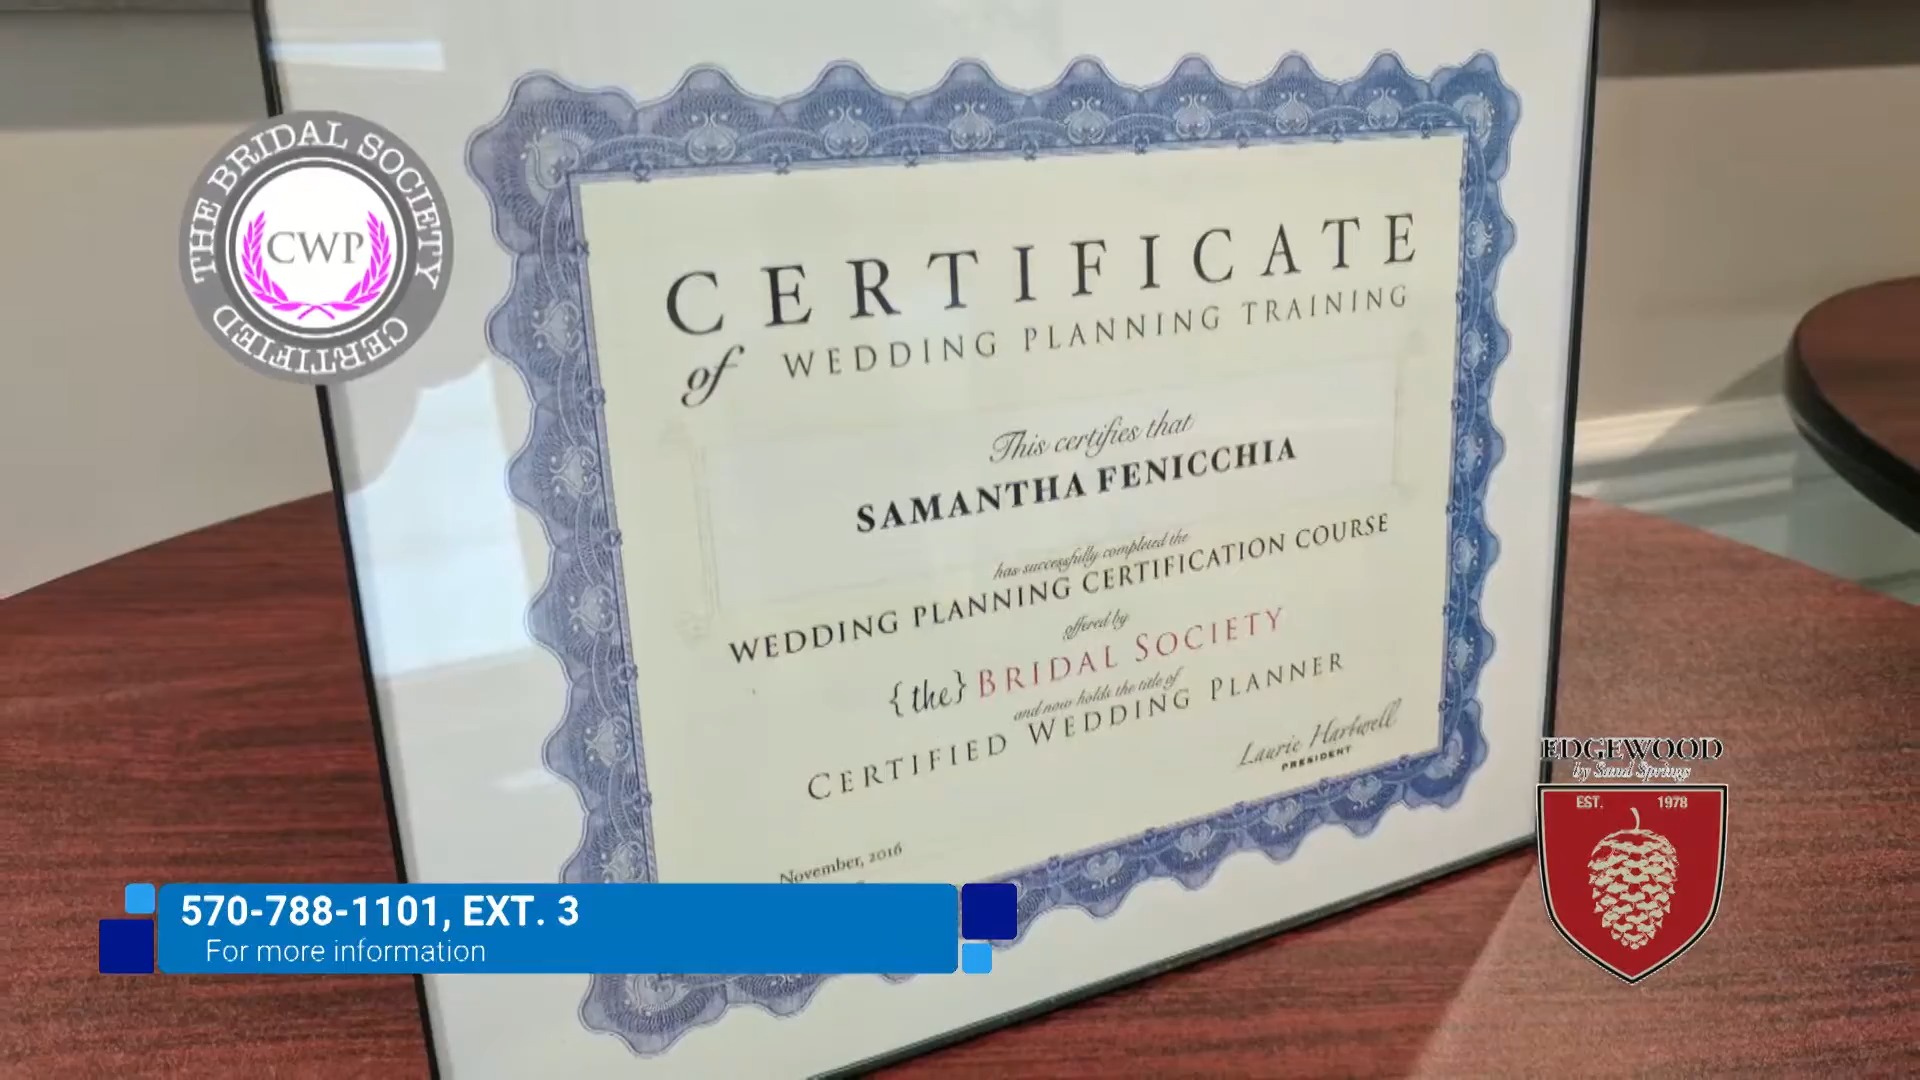 THE BRIDAL SOCIETY
CWP
CERTIFIED
CERTIFICATE
of WEDDING PLANNING TRAINING
This certifies that
SAMANTHA FENICCHIA
has successfully completed the
WEDDING PLANNING CERTIFICATION COURSE
offered by
{the} BRIDAL SOCIETY
and now holds the title of
CERTIFIED WEDDING PLANNER
Laurie Hartwell
PRESIDENT
November, 2016
EDGEWOOD
by Sand Springs
EST. 1978
570-788-1101, EXT. 3
For more information